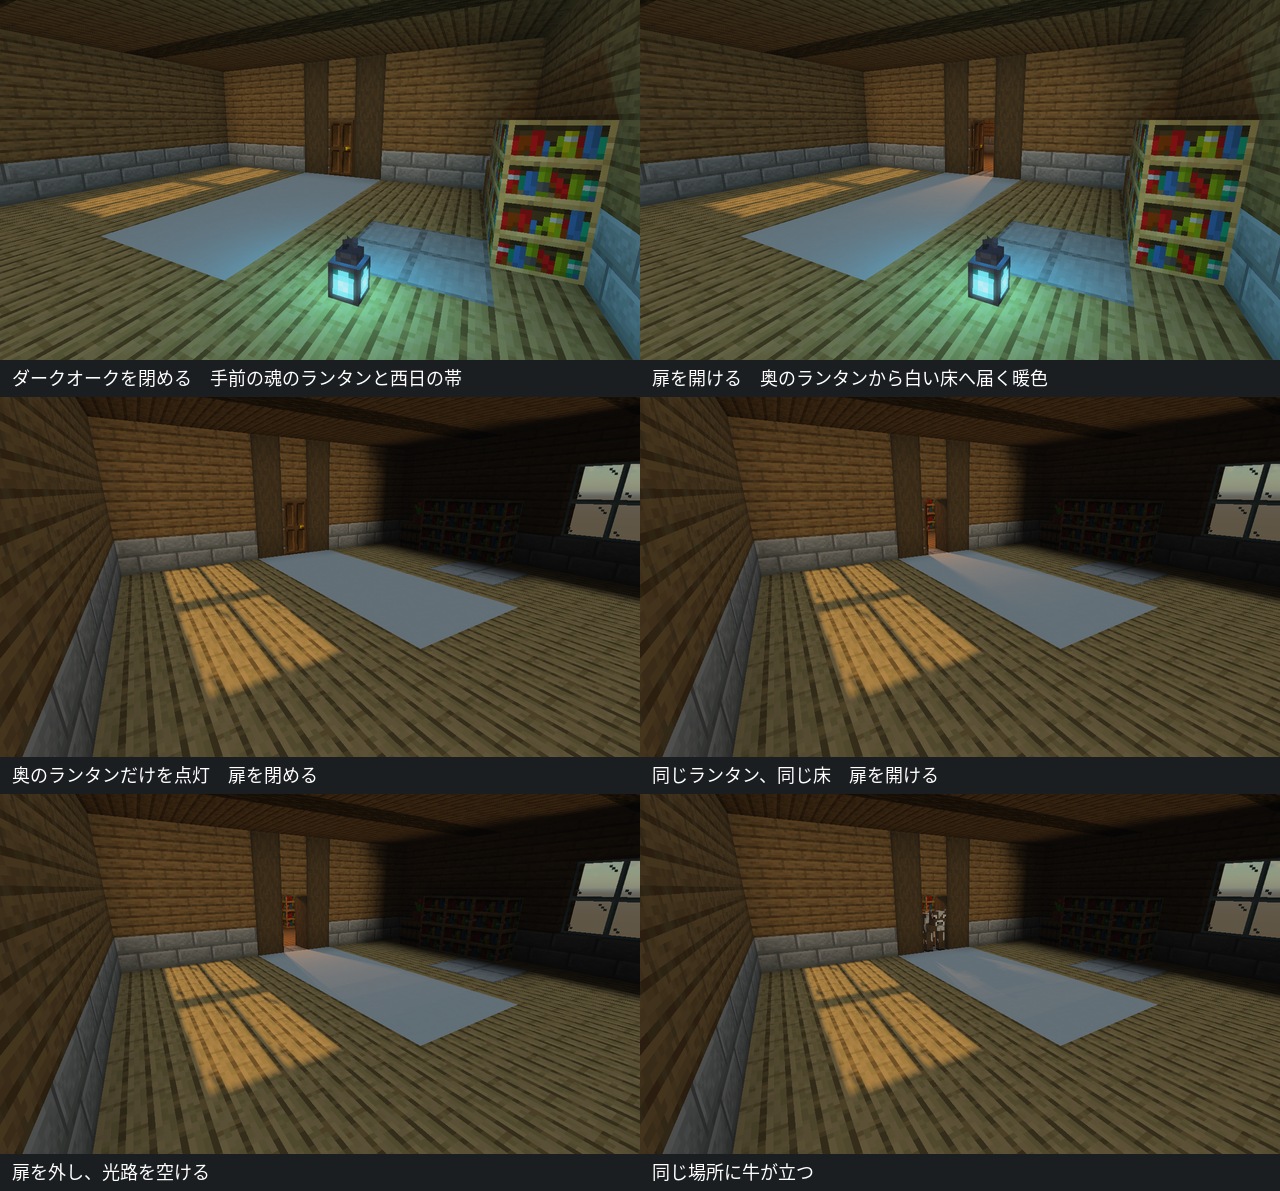 ダークオークを閉める　手前の魂のランタンと西日の帯
扉を開ける　奥のランタンから白い床へ届く暖色
奥のランタンだけを点灯　扉を閉める
同じランタン、同じ床　扉を開ける
扉を外し、光路を空ける
同じ場所に牛が立つ